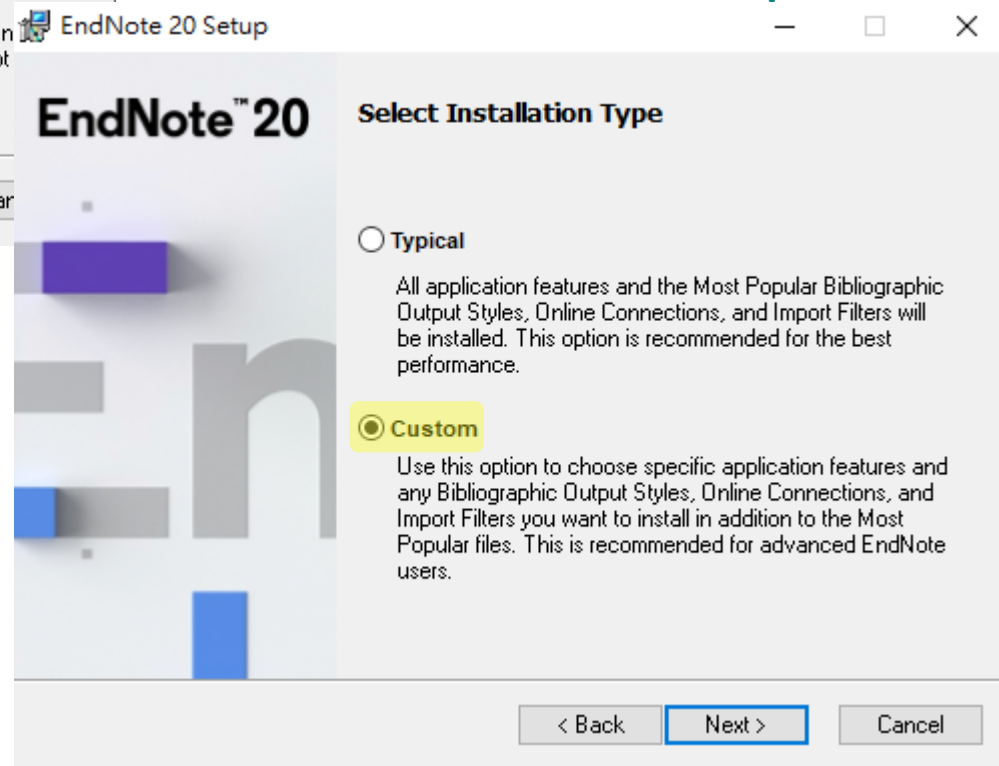 EndNote 20 Setup
EndNote™20
Select Installation Type
Typical
All application features and the Most Popular Bibliographic
Output Styles, Online Connections, and Import Filters will
be installed. This option is recommended for the best
performance.
Custom
Use this option to choose specific application features and
any Bibliographic Output Styles, Online Connections, and
Import Filters you want to install in addition to the Most
Popular files. This is recommended for advanced EndNote
users.
< Back
Next >
Cancel